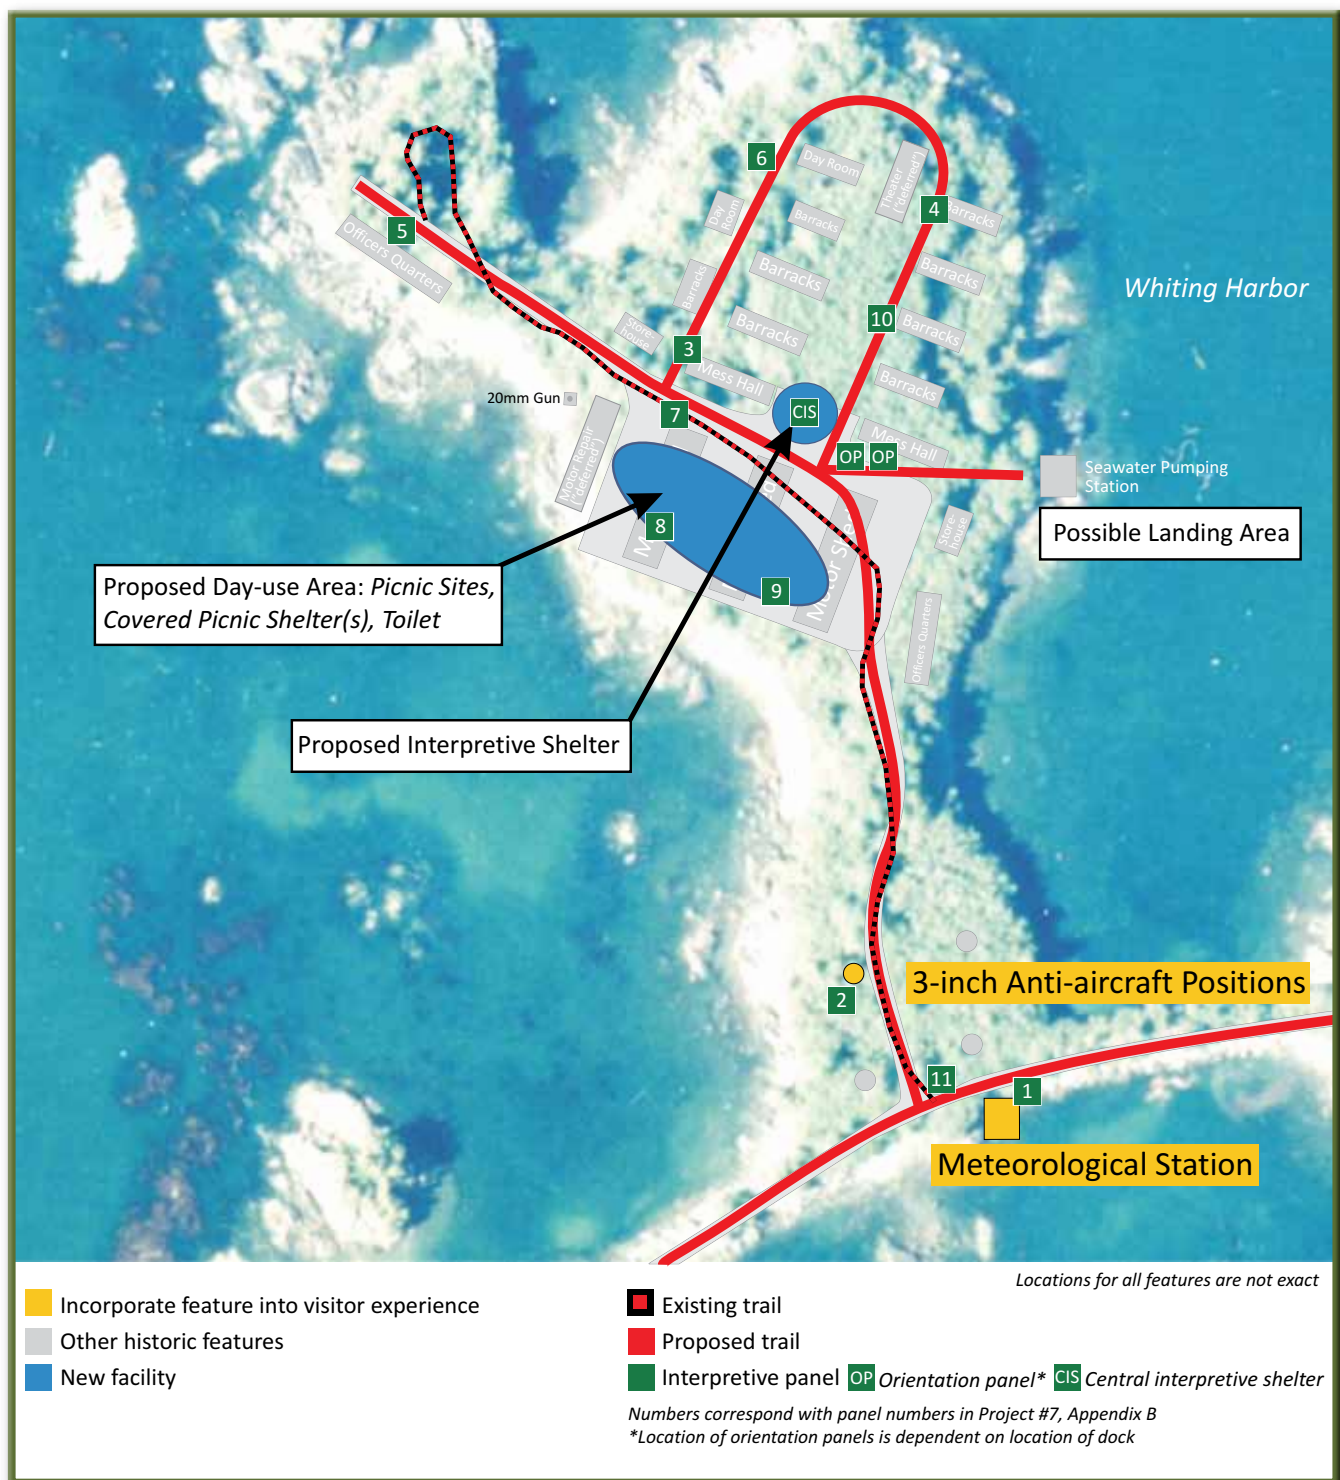 6
Day Room
Theater
("deferred")
4
Barracks
Day
Room
Barracks
5
Officers Quarters
Barracks
Barracks
Whiting Harbor
Barracks
10
Barracks
Store-
house
3
Barracks
Mess Hall
Barracks
20mm Gun
7
CIS
Mess Hall
OP OP
Motor Repair
("deferred")
Seawater Pumping
Station
8
Store-
house
Possible Landing Area
Proposed Day-use Area: Picnic Sites,
Covered Picnic Shelter(s), Toilet
9
Officers Quarters
Proposed Interpretive Shelter
3-inch Anti-aircraft Positions
2
11
1
Meteorological Station
Locations for all features are not exact
Incorporate feature into visitor experience
Other historic features
New facility
Existing trail
Proposed trail
Interpretive panel OP Orientation panel* CIS Central interpretive shelter
Numbers correspond with panel numbers in Project #7, Appendix B
*Location of orientation panels is dependent on location of dock